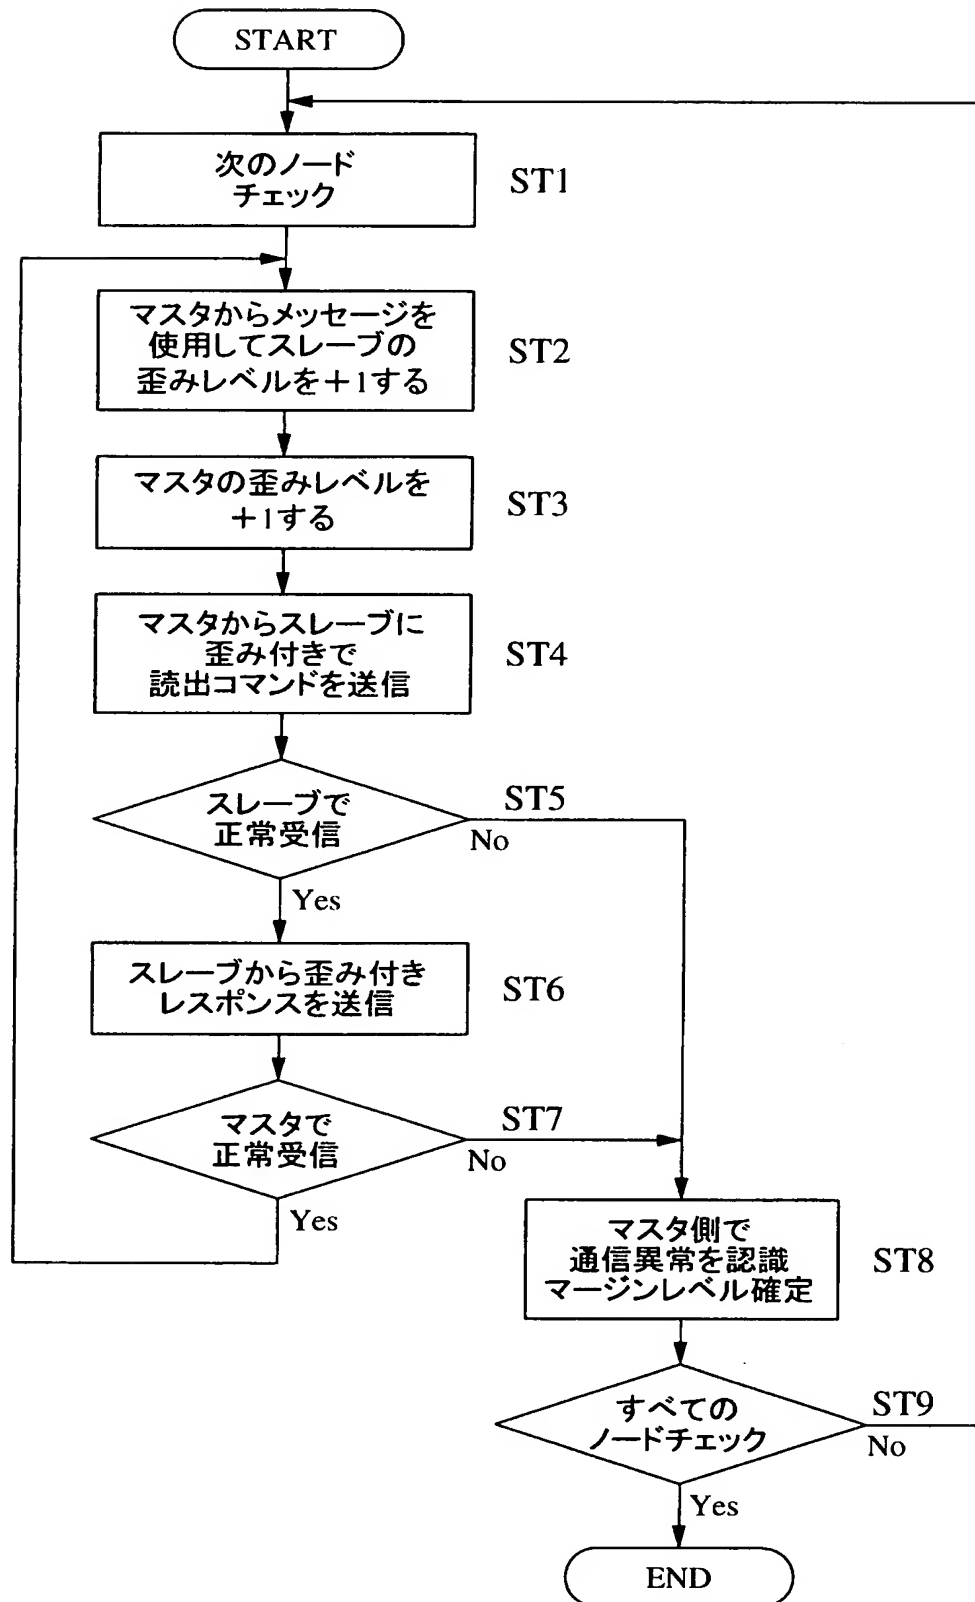 START
次のノード
チェック
ST1
マスタからメッセージを
使用してスレーブの
歪みレベルを+1する
ST2
マスタの歪みレベルを
+1する
ST3
マスタからスレーブに
歪み付きで
読出コマンドを送信
ST4
スレーブで
正常受信
ST5
No
Yes
スレーブから歪み付き
レスポンスを送信
ST6
マスタで
正常受信
ST7
No
Yes
マスタ側で
通信異常を認識
マージンレベル確定
ST8
すべての
ノードチェック
ST9
No
Yes
END